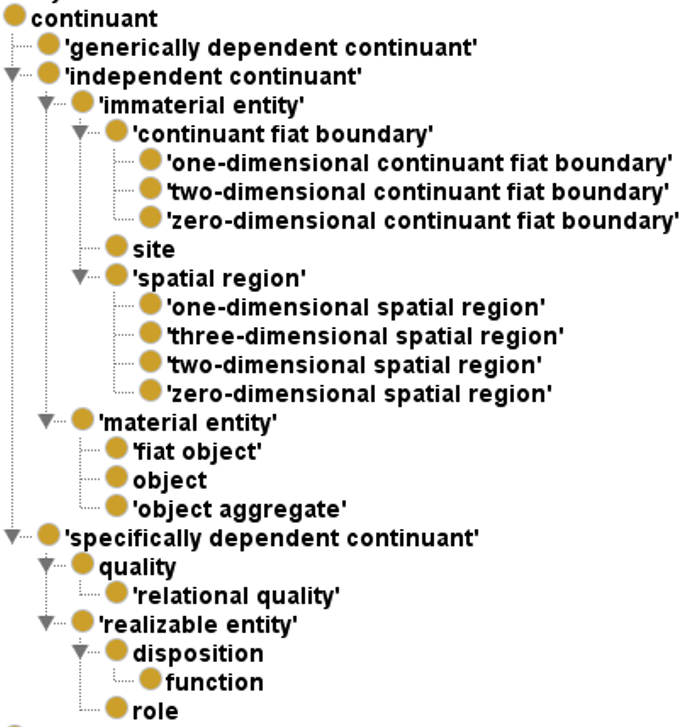 continuant
'generically dependent continuant'
'independent continuant'
'immaterial entity'
'continuant fiat boundary'
'one-dimensional continuant fiat boundary'
'two-dimensional continuant fiat boundary'
'zero-dimensional continuant fiat boundary'
site
'spatial region'
'one-dimensional spatial region'
'three-dimensional spatial region'
'two-dimensional spatial region'
'zero-dimensional spatial region'
'material entity'
'fiat object'
object
'object aggregate'
'specifically dependent continuant'
quality
'relational quality'
'realizable entity'
disposition
function
role